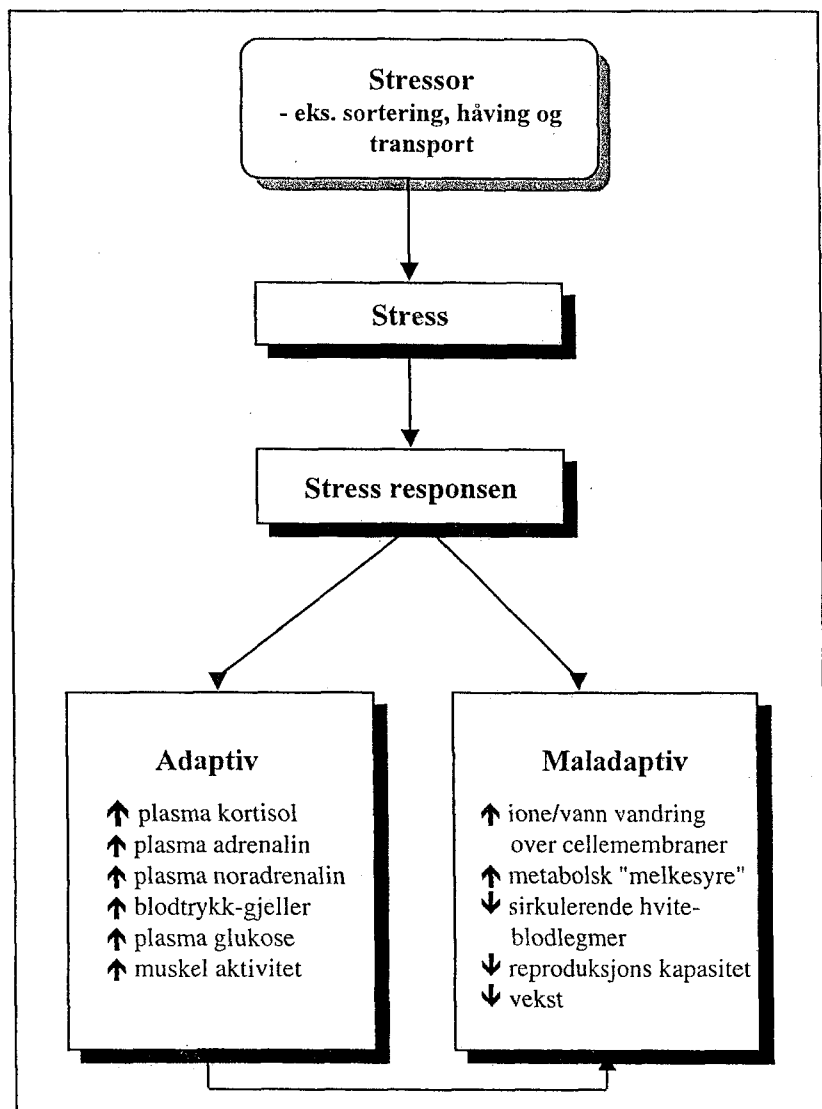 Stressor
- eks. sortering, håving og
transport
Stress
Stress responsen
Adaptiv
↑ plasma kortisol
↑ plasma adrenalin
↑ plasma noradrenalin
↑ blodtrykk-gjeller
↑ plasma glukose
↑ muskel aktivitet
Maladaptiv
↑ ione/vann vandring
over cellemembraner
↑ metabolsk "melkesyre"
↓ sirkulerende hvite-
blodlegmer
↓ reproduksjons kapasitet
↓ vekst